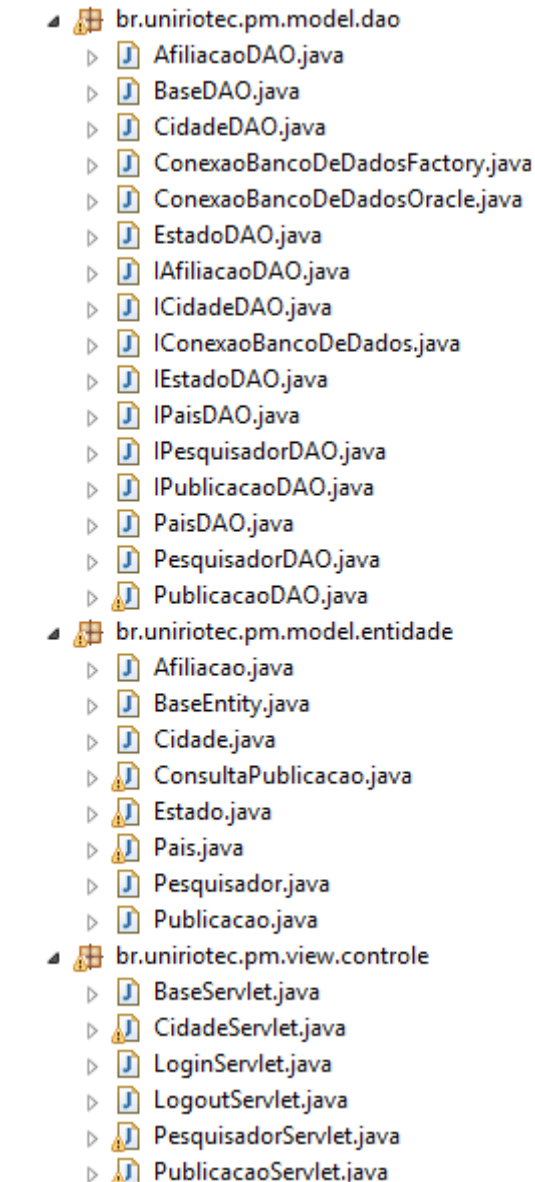 br.uniriotec.pm.model.dao
AfiliacaoDAO.java
BaseDAO.java
CidadeDAO.java
ConexaoBancoDeDadosFactory.java
ConexaoBancoDeDadosOracle.java
EstadoDAO.java
IAfiliacaoDAO.java
ICidadeDAO.java
IConexaoBancoDeDados.java
IEstadoDAO.java
IPaisDAO.java
IPesquisadorDAO.java
IPublicacaoDAO.java
PaisDAO.java
PesquisadorDAO.java
PublicacaoDAO.java
br.uniriotec.pm.model.entidade
Afiliacao.java
BaseEntity.java
Cidade.java
ConsultaPublicacao.java
Estado.java
Pais.java
Pesquisador.java
Publicacao.java
br.uniriotec.pm.view.controle
BaseServlet.java
CidadeServlet.java
LoginServlet.java
LogoutServlet.java
PesquisadorServlet.java
PublicacaoServlet.java